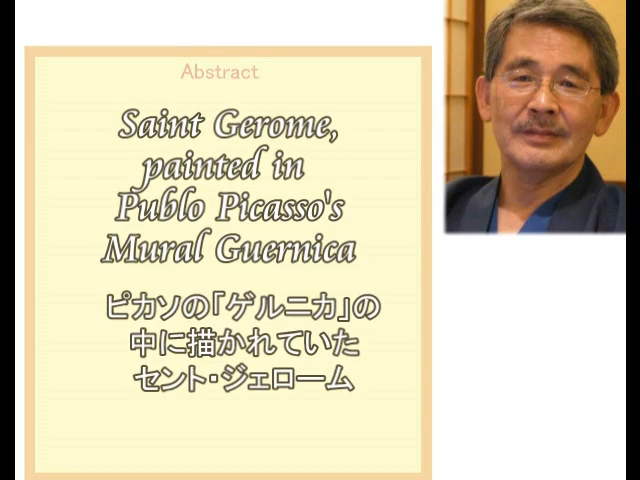 Abstract
Saint Gerome,
painted in
Publo Picasso's
Mural Guernica
ピカソの「ゲルニカ」の
中に描かれていた
セント・ジェローム